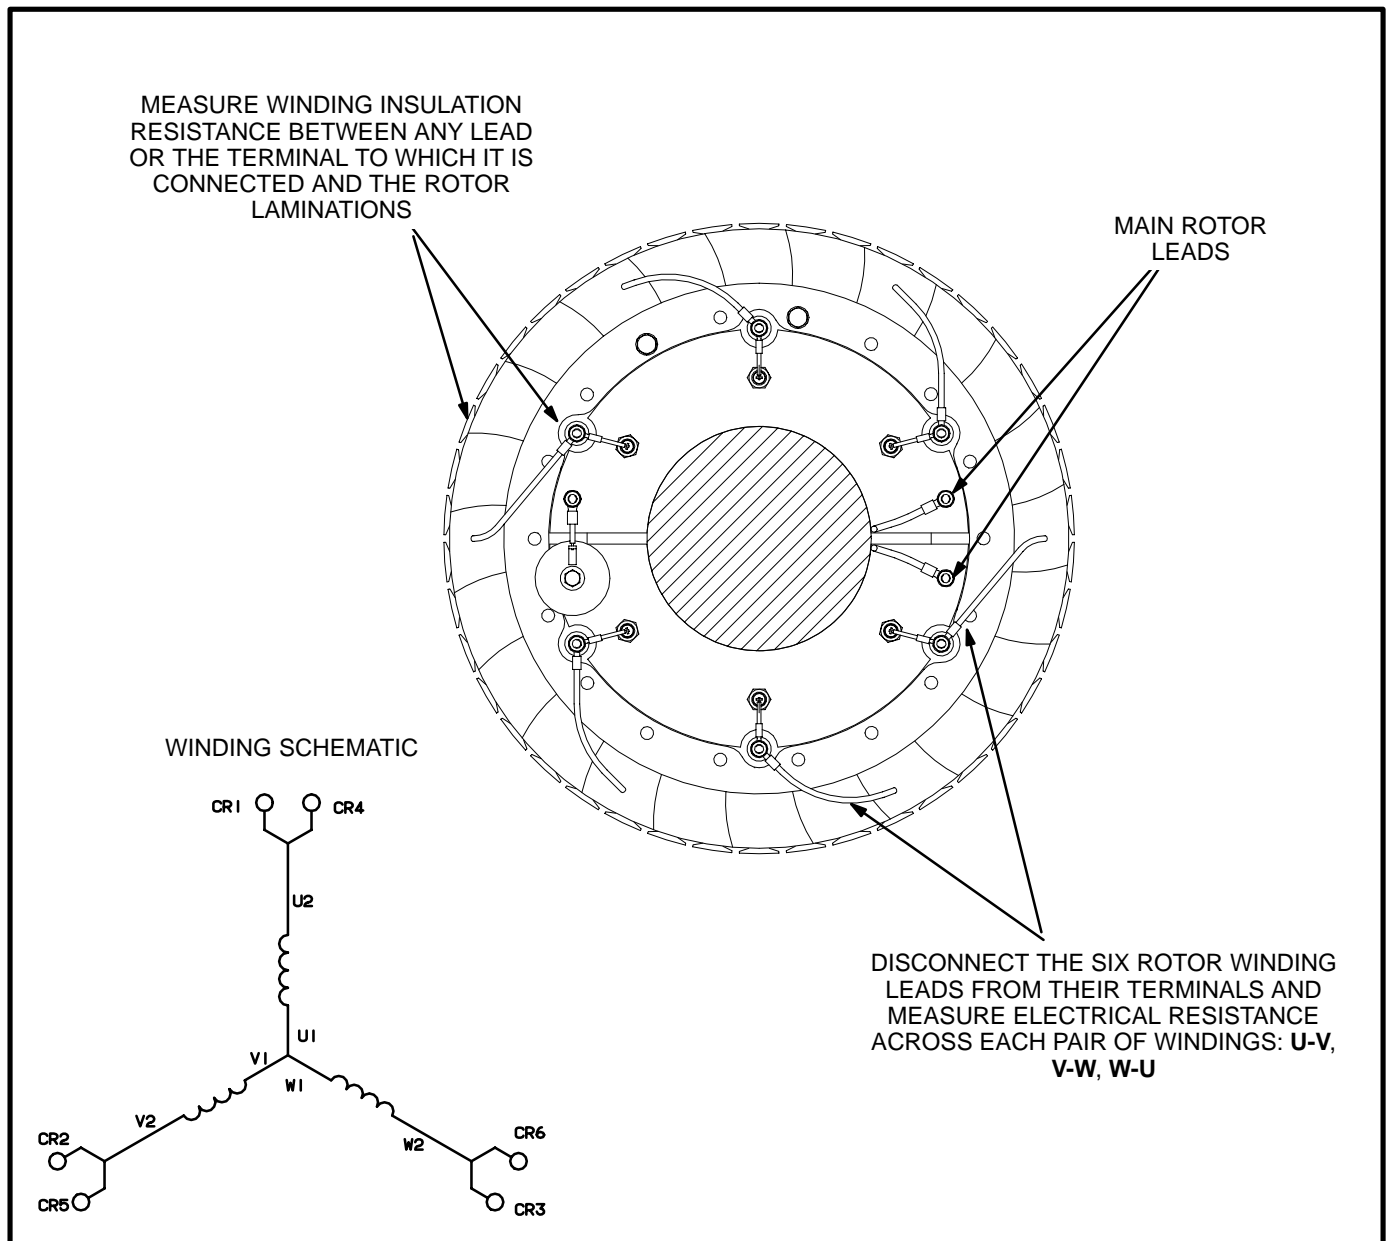 MEASURE WINDING INSULATION
RESISTANCE BETWEEN ANY LEAD
OR THE TERMINAL TO WHICH IT IS
CONNECTED AND THE ROTOR
LAMINATIONS
MAIN ROTOR
LEADS
WINDING SCHEMATIC
CR1
CR4
U2
U1
V1
W1
V2
W2
CR2
CR5
CR6
CR3
DISCONNECT THE SIX ROTOR WINDING
LEADS FROM THEIR TERMINALS AND
MEASURE ELECTRICAL RESISTANCE
ACROSS EACH PAIR OF WINDINGS: U-V,
V-W, W-U